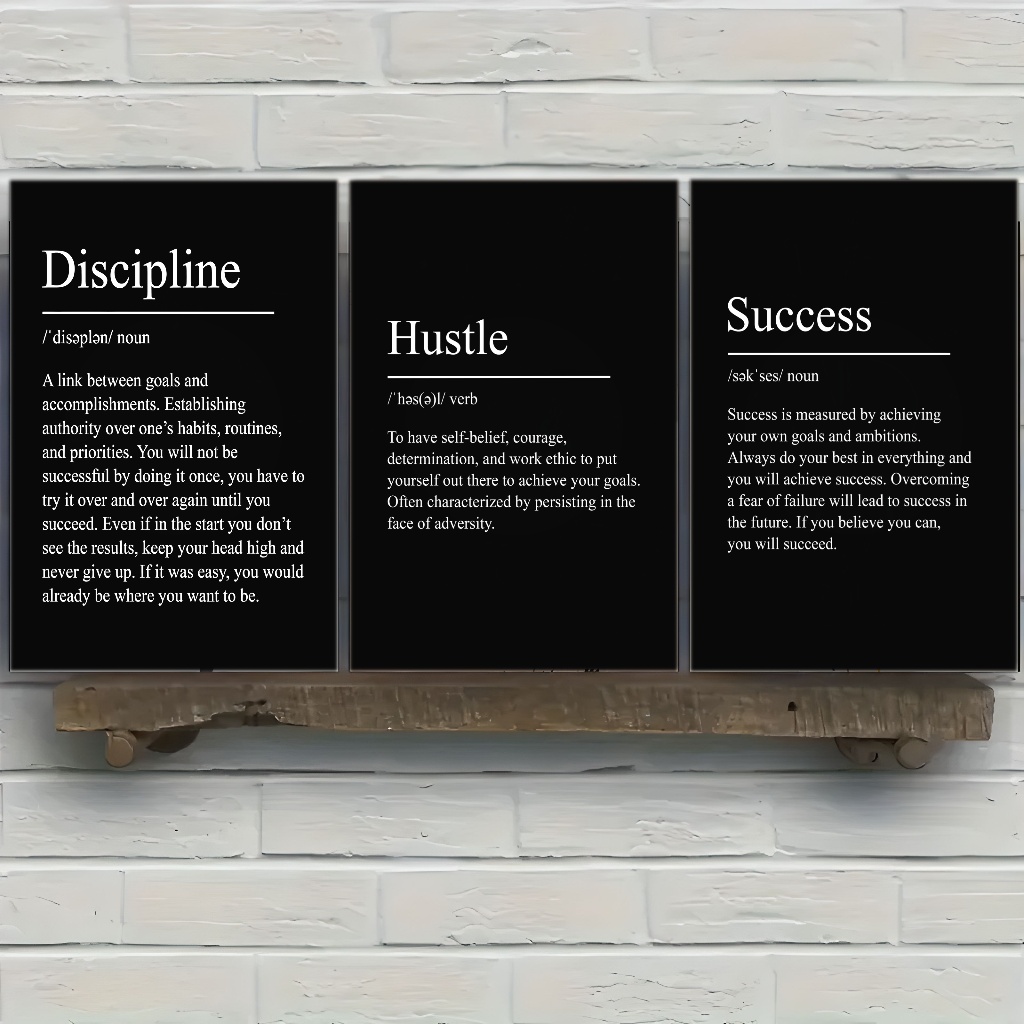 Discipline
/ˈdisəplən/ noun
A link between goals and
accomplishments. Establishing
authority over one’s habits, routines,
and priorities. You will not be
successful by doing it once, you have to
try it over and over again until you
succeed. Even if in the start you don’t
see the results, keep your head high and
never give up. If it was easy, you would
already be where you want to be.
Hustle
/ˈhəs(ə)l/ verb
To have self-belief, courage,
determination, and work ethic to put
yourself out there to achieve your goals.
Often characterized by persisting in the
face of adversity.
Success
/səkˈses/ noun
Success is measured by achieving
your own goals and ambitions.
Always do your best in everything and
you will achieve success. Overcoming
a fear of failure will lead to success in
the future. If you believe you can,
you will succeed.